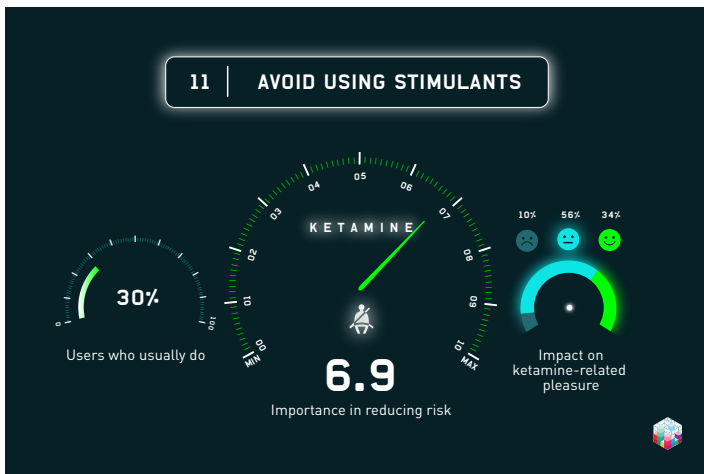 11 AVOID USING STIMULANTS
05
04
06
03
07
10% 56% 34%
KETAMINE
02
08
30%
01
09
0
100
00
10
MIN
MAX
Users who usually do
6.9
Importance in reducing risk
Impact on
ketamine-related
pleasure